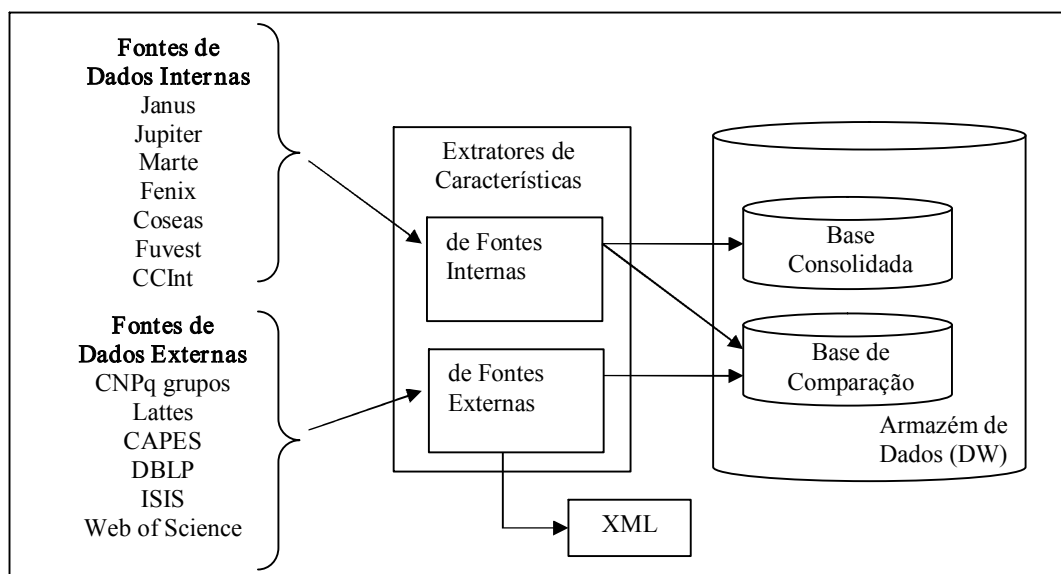 Fontes de
Dados Internas
Janus
Jupiter
Marte
Fenix
Coseas
Fuvest
CCInt
Fontes de
Dados Externas
CNPq grupos
Lattes
CAPES
DBLP
ISIS
Web of Science
Extratores de
Características
de Fontes
Internas
de Fontes
Externas
XML
Base
Consolidada
Base de
Comparação
Armazém de
Dados (DW)